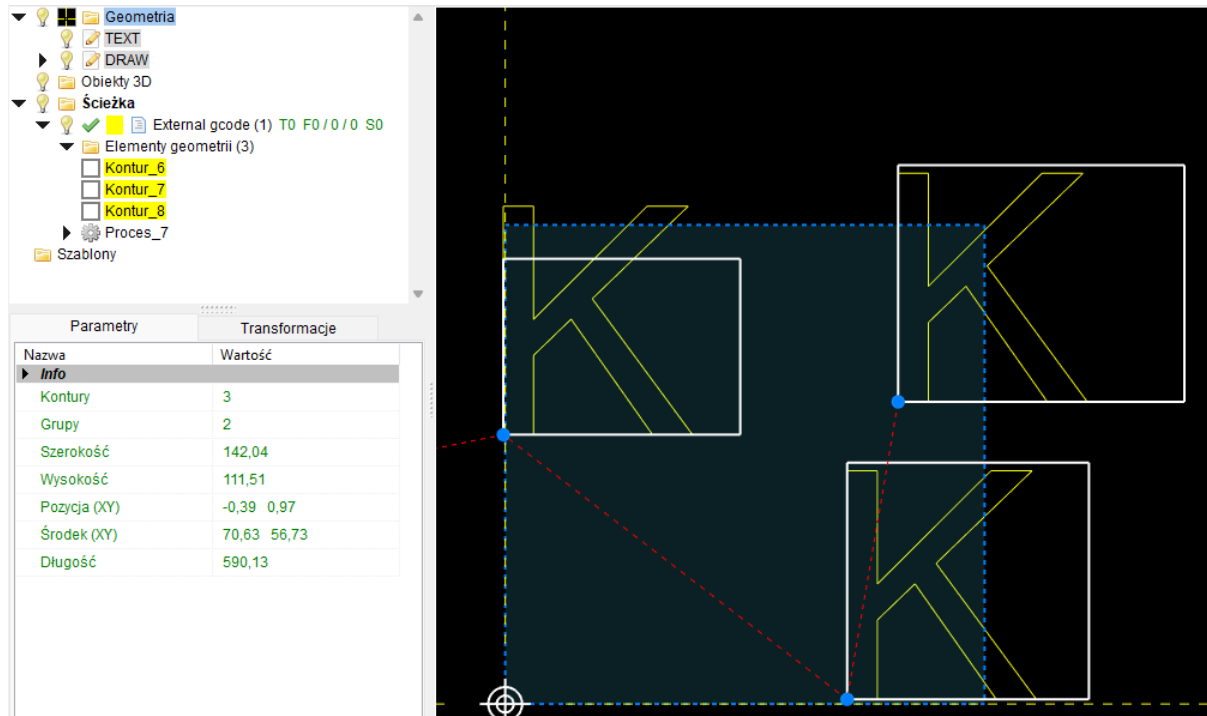 Geometria
TEXT
DRAW
Obiekty 3D
Ścieżka
External gcode (1) T0 F0 / 0 / 0 S0
Elementy geometrii (3)
Kontur_6
Kontur_7
Kontur_8
Proces_7
Szablony
Parametry Transformacje
Nazwa Wartość
Info
Kontury 3
Grupy 2
Szerokość 142,04
Wysokość 111,51
Pozycja (XY) -0,39 0,97
Środek (XY) 70,63 56,73
Długość 590,13
K
K
K